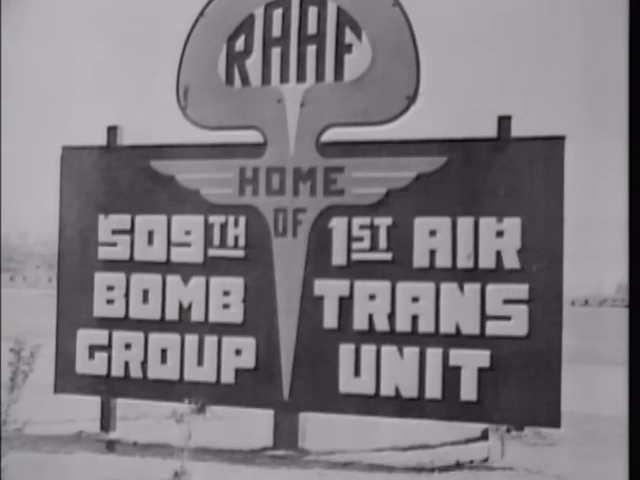 RAAF
HOME
OF
509TH
BOMB
GROUP
1ST AIR
TRANS
UNIT